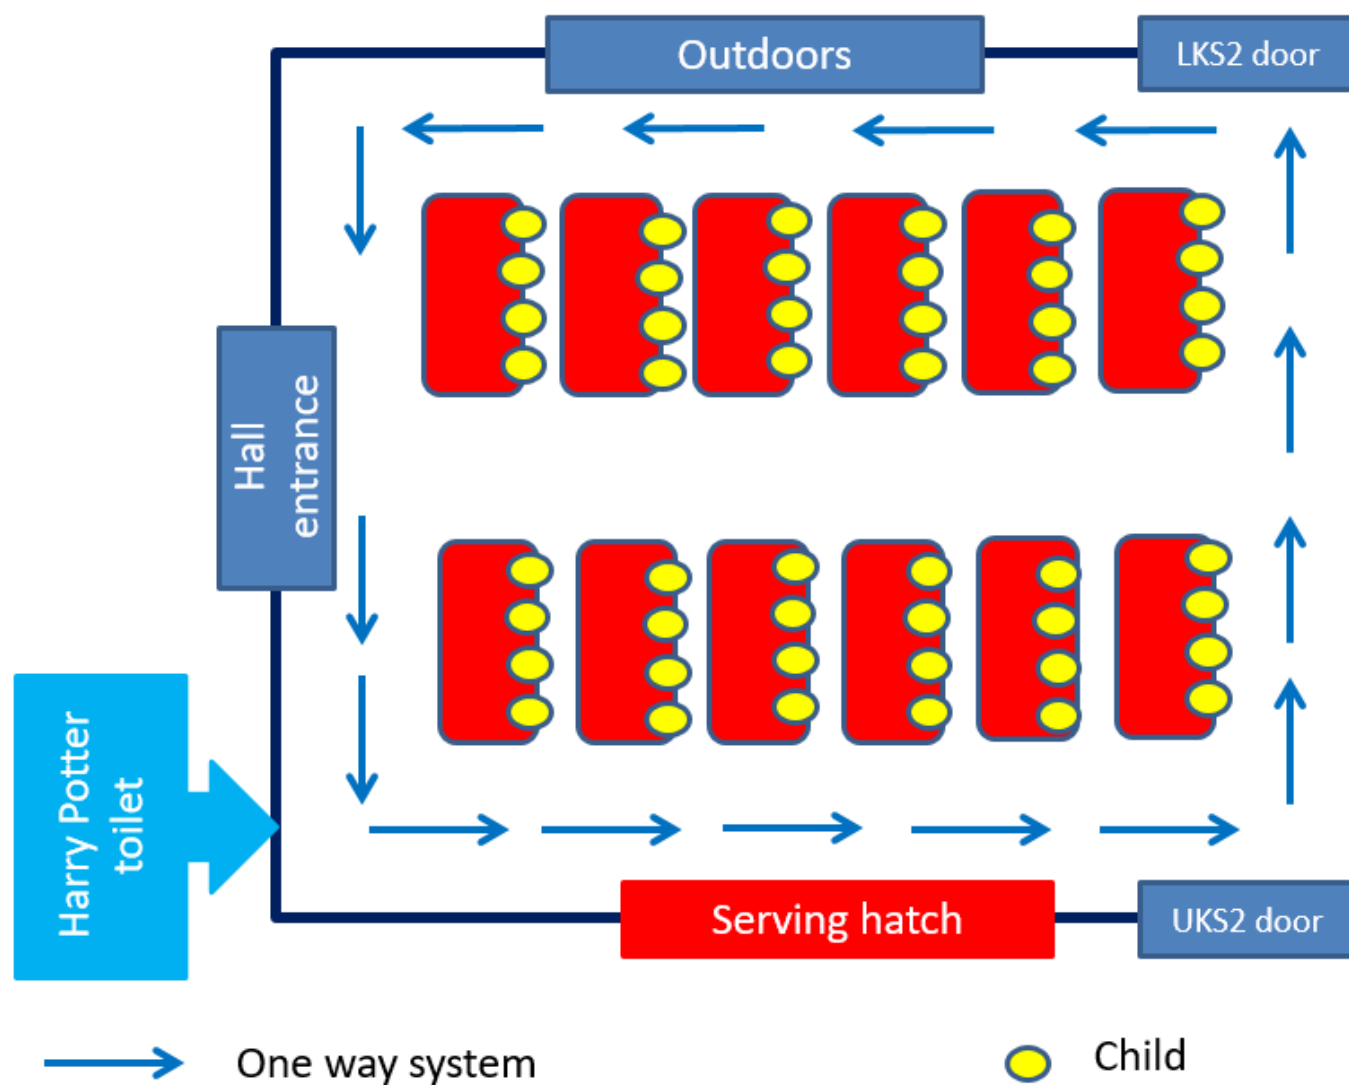 Outdoors
LKS2 door
Hall
entrance
Harry Potter
toilet
Serving hatch
UKS2 door
One way system
Child